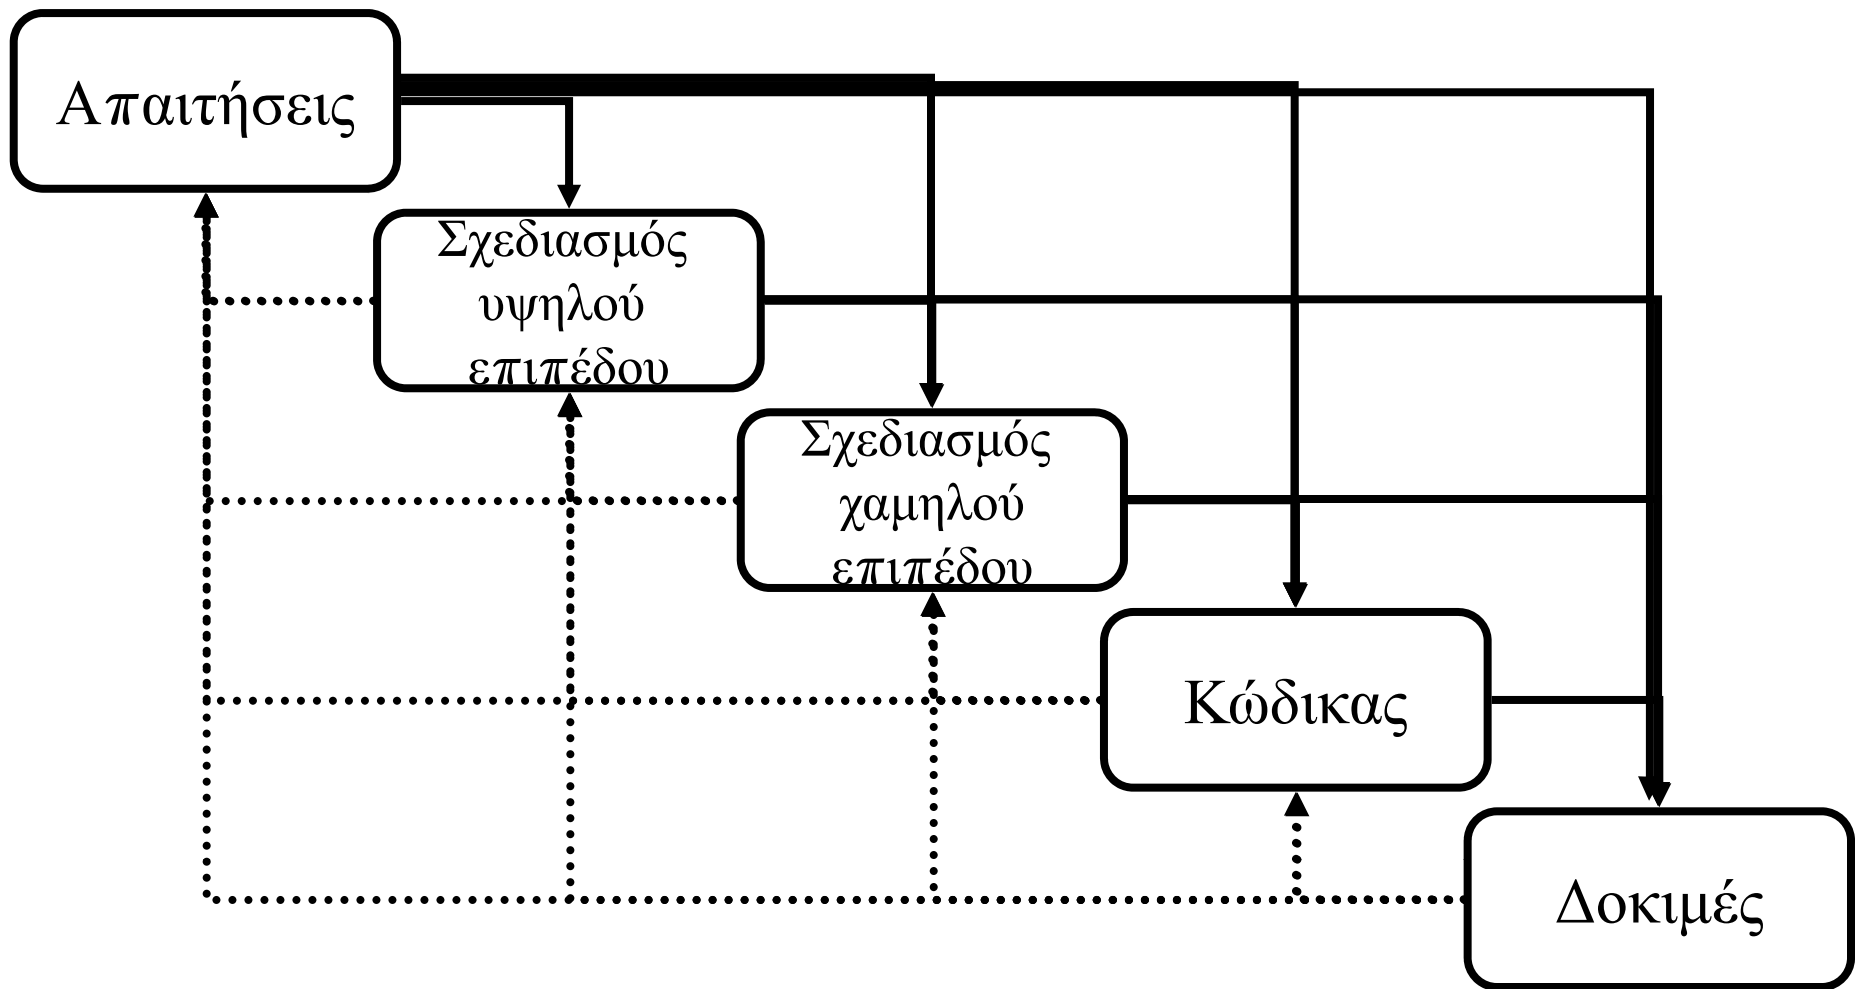 Απαιτήσεις
Σχεδιασμός
υψηλού
επιπέδου
Σχεδιασμός
χαμηλού
επιπέδου
Κώδικας
Δοκιμές